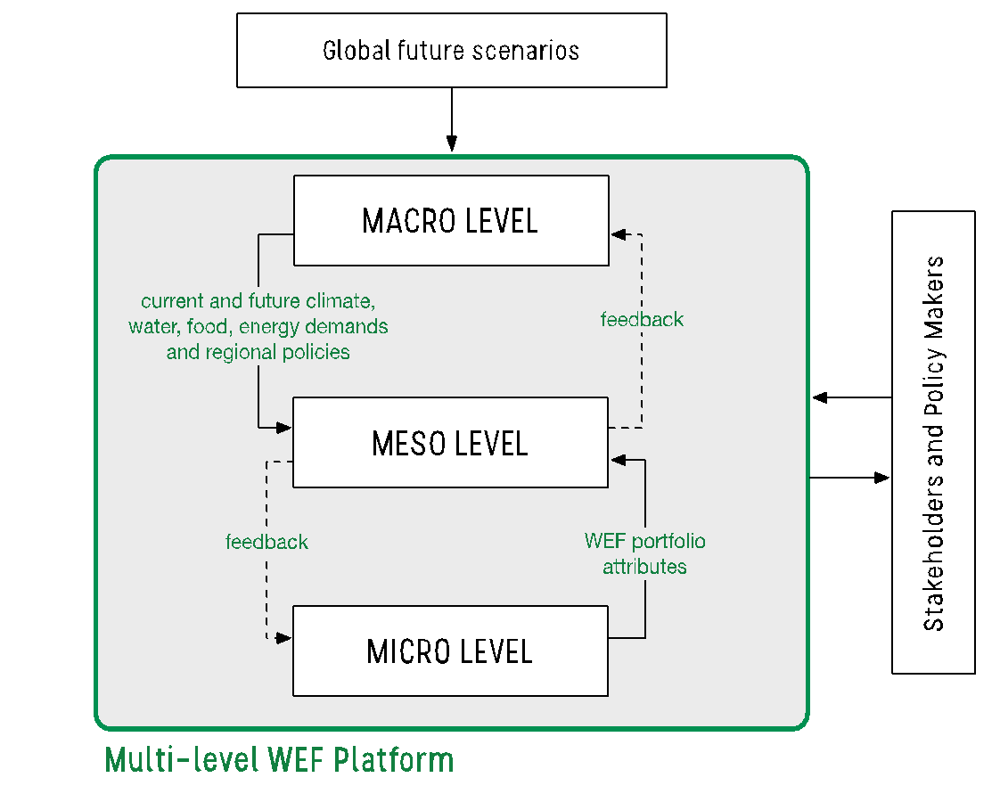 Global future scenarios
MACRO LEVEL
current and future climate,
water, food, energy demands
and regional policies
feedback
MESO LEVEL
feedback
WEF portfolio
attributes
MICRO LEVEL
Stakeholders and Policy Makers
Multi-level WEF Platform